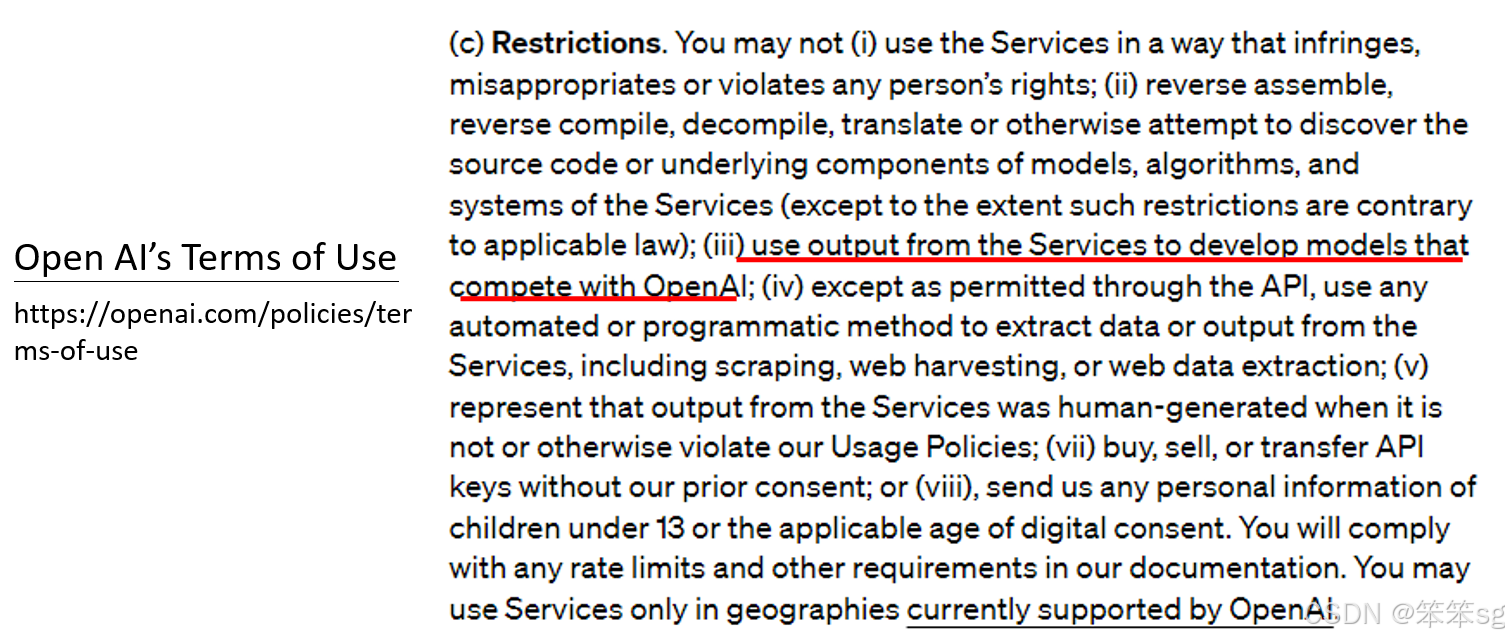 Open AI's Terms of Use
https://openai.com/policies/ter
ms-of-use
(c) Restrictions. You may not (i) use the Services in a way that infringes,
misappropriates or violates any person's rights; (ii) reverse assemble,
reverse compile, decompile, translate or otherwise attempt to discover the
source code or underlying components of models, algorithms, and
systems of the Services (except to the extent such restrictions are contrary
to applicable law); (iii) use output from the Services to develop models that
compete with OpenAI; (iv) except as permitted through the API, use any
automated or programmatic method to extract data or output from the
Services, including scraping, web harvesting, or web data extraction; (v)
represent that output from the Services was human-generated when it is
not or otherwise violate our Usage Policies; (vii) buy, sell, or transfer API
keys without our prior consent; or (viii), send us any personal information of
children under 13 or the applicable age of digital consent. You will comply
with any rate limits and other requirements in our documentation. You may
use Services only in geographies currently supported by OpenAI
CSDN @笨笨sg